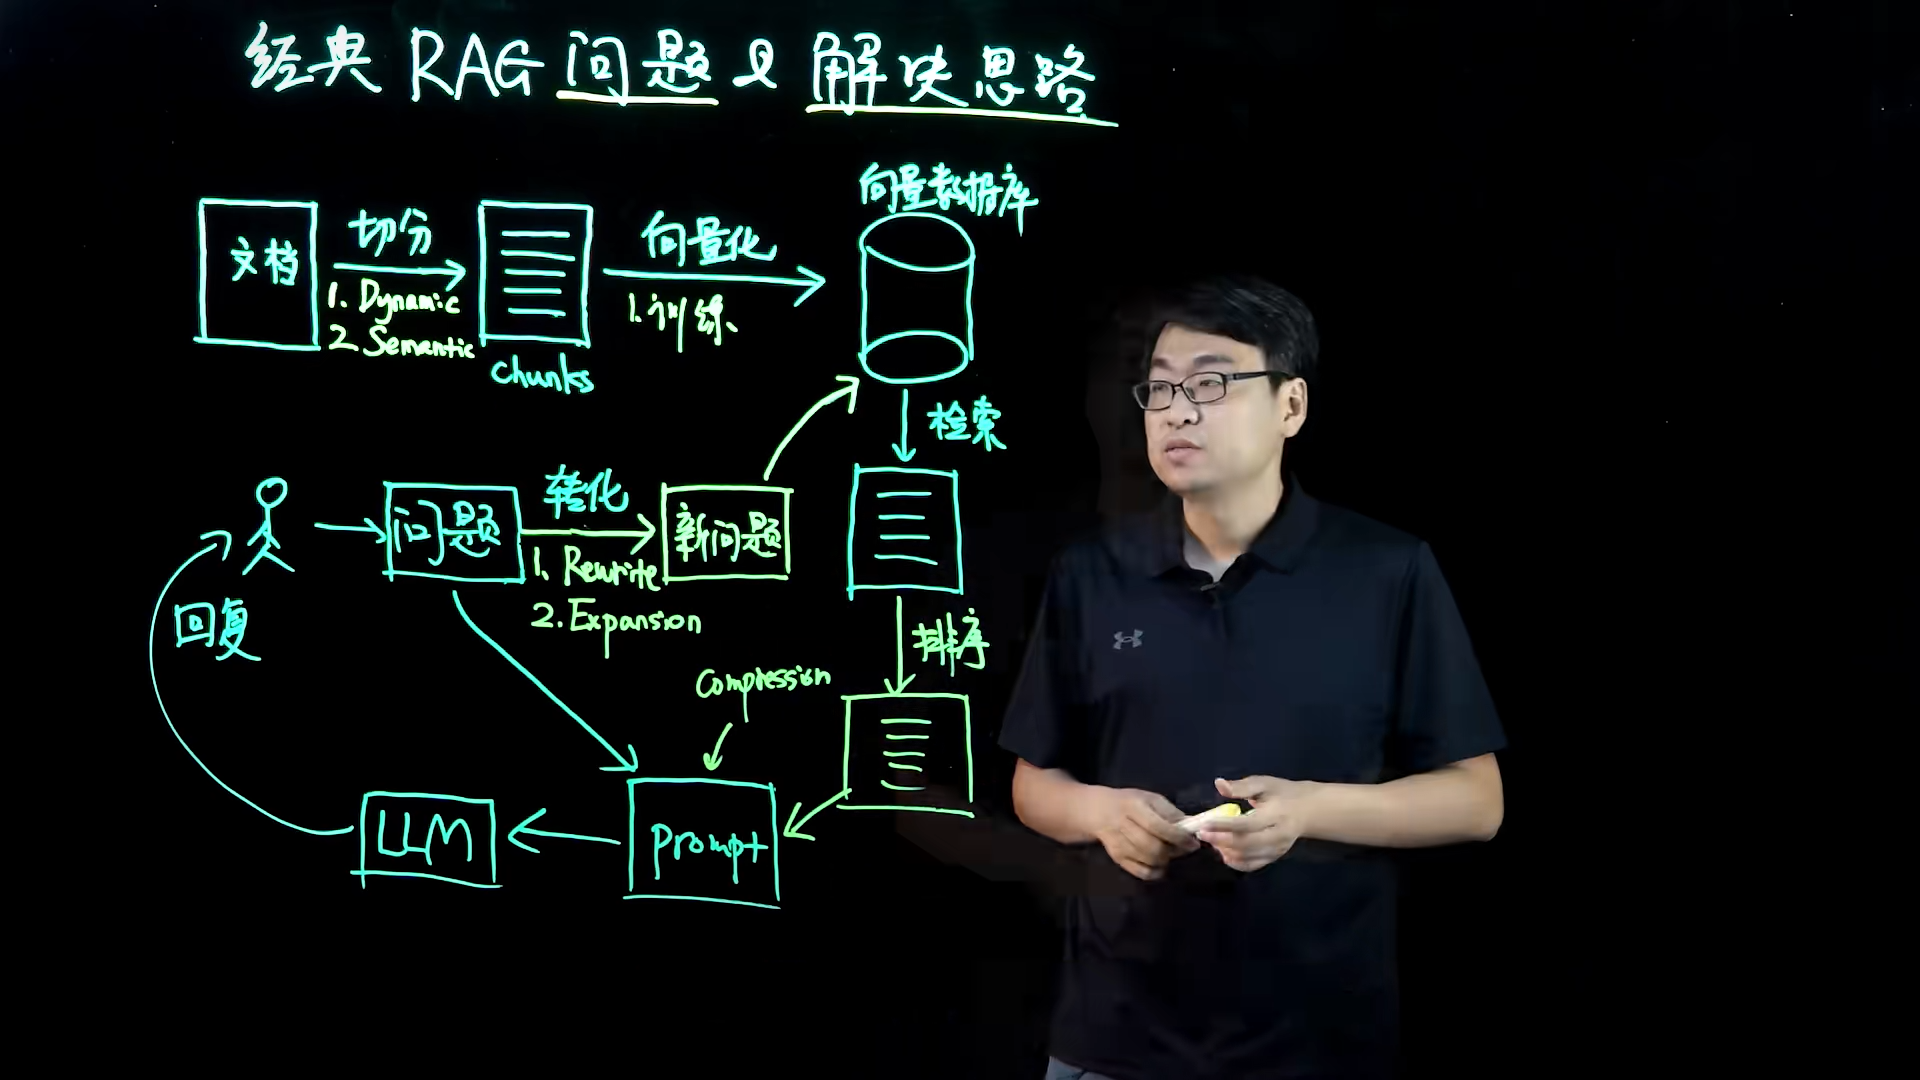 经典 RAG 问题 & 解决思路
向量数据库
文档
切分
1. Dynamic
2. Semantic
chunks
向量化
1. 训练
检索
问题
转化
1. Rewrite
2. Expansion
新问题
排序
回复
Compression
LLM
prompt